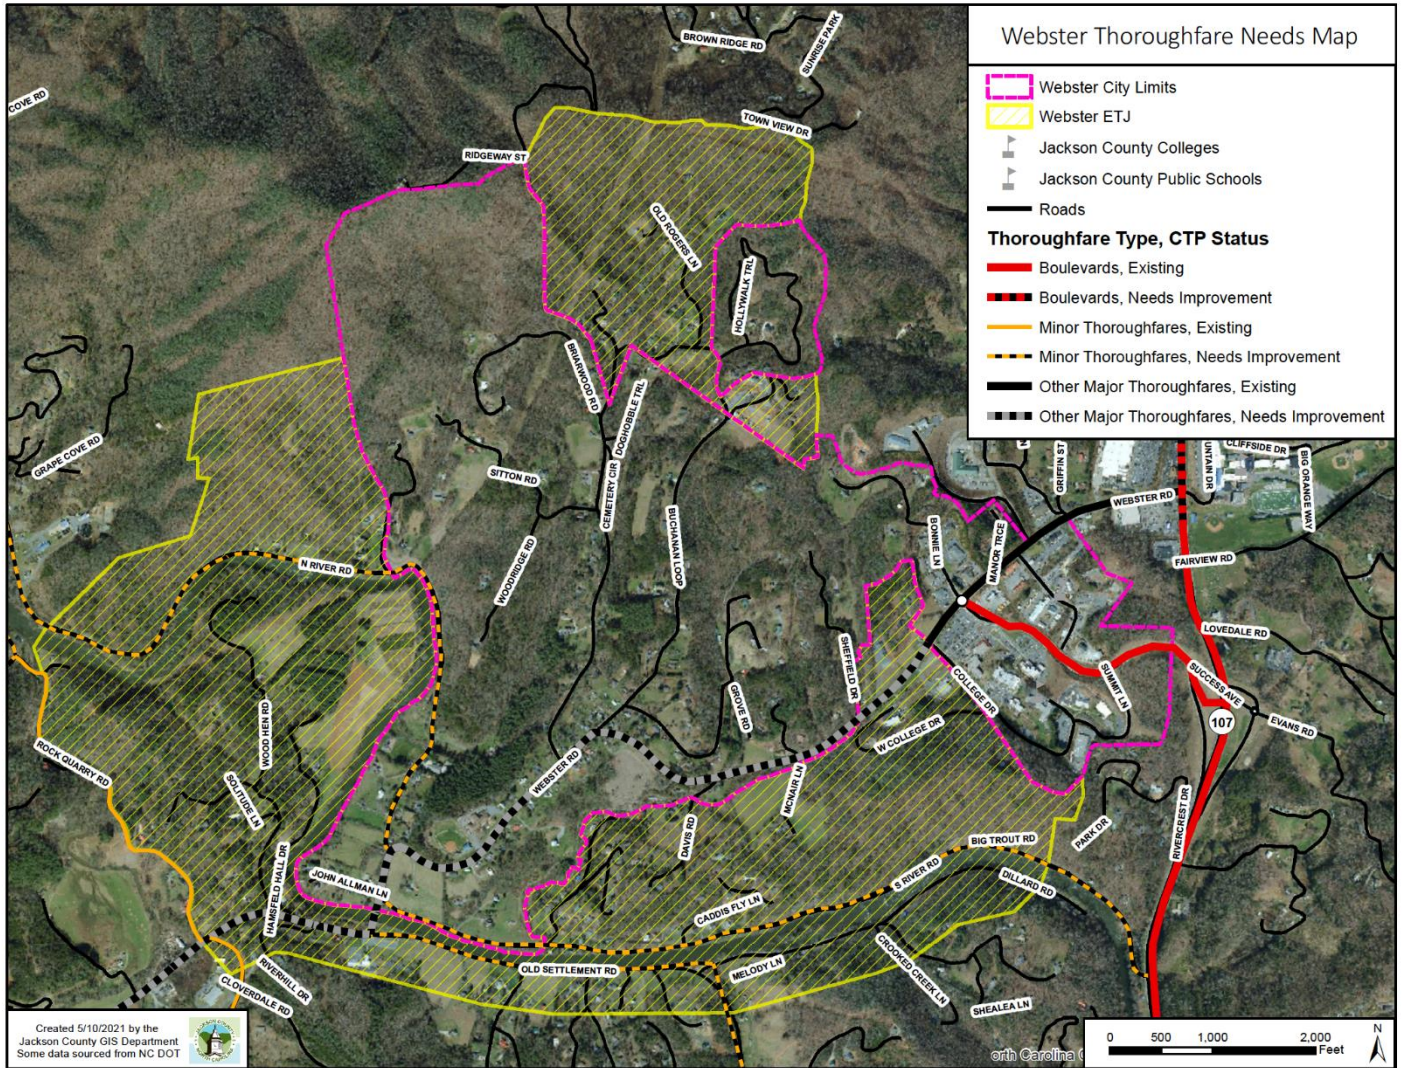 Webster Thoroughfare Needs Map
Webster City Limits
Webster ETJ
Jackson County Colleges
Jackson County Public Schools
Roads
Thoroughfare Type, CTP Status
Boulevards, Existing
Boulevards, Needs Improvement
Minor Thoroughfares, Existing
Minor Thoroughfares, Needs Improvement
Other Major Thoroughfares, Existing
Other Major Thoroughfares, Needs Improvement
BROWN RIDGE RD
SUNRISE PARK
COVE RD
TOWN VIEW DR
RIDGEWAY ST
OLD ROGERS LN
HOLLYWALK TRL
BRIARWOOD RD
DOGHOBBLE TRL
GRAPE COVE RD
SITTON RD
CEMETERY CIR
BUCHANAN LOOP
WOODRIDGE RD
N RIVER RD
BONNIE LN
MANOR TRCE
GRIFFIN ST
WEBSTER RD
UNTAIN DR
CLIFFSIDE DR
BIG ORANGE WAY
FAIRVIEW RD
LOVEDALE RD
SUCCESS AVE
EVANS RD
107
SUMMIT LN
COLLEGE DR
W COLLEGE DR
SHEFFIELD DR
GROVE RD
WEBSTER RD
MCNAIR LN
DAVIS RD
WOOD HEN RD
ROCK QUARRY RD
SOLITUDE LN
HAMSFELD HALL DR
JOHN ALLMAN LN
RIVERCREST DR
PARK DR
BIG TROUT RD
S RIVER RD
DILLARD RD
CADDIS FLY LN
OLD SETTLEMENT RD
MELODY LN
CROOKED CREEK LN
SHEALEA LN
RIVERHILL DR
CLOVERDALE RD
Created 5/10/2021 by the
Jackson County GIS Department
Some data sourced from NC DOT
orth Carolina
0 500 1,000 2,000
Feet
N